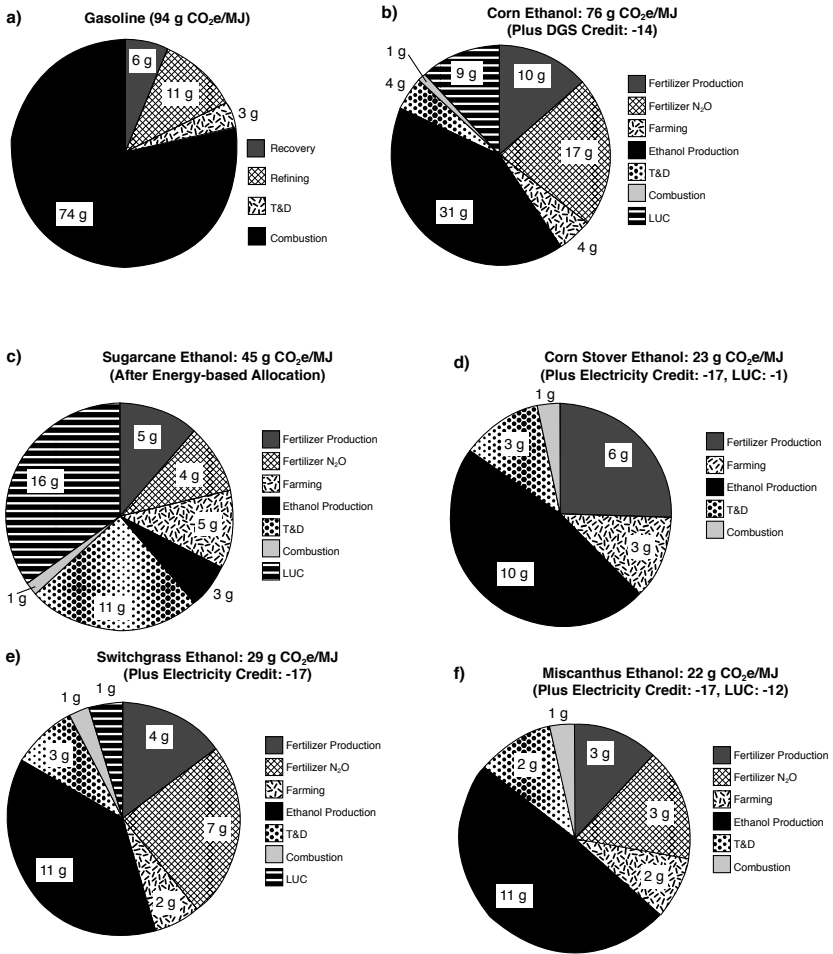 a)
Gasoline (94 g CO₂e/MJ)
6 g
11 g
3 g
74 g
Recovery
Refining
T&D
Combustion
b)
Corn Ethanol: 76 g CO₂e/MJ
(Plus DGS Credit: -14)
1 g
9 g
10 g
4 g
17 g
31 g
4 g
Fertilizer Production
Fertilizer N₂O
Farming
Ethanol Production
T&D
Combustion
LUC
c)
Sugarcane Ethanol: 45 g CO₂e/MJ
(After Energy-based Allocation)
5 g
16 g
4 g
5 g
3 g
1 g
11 g
Fertilizer Production
Fertilizer N₂O
Farming
Ethanol Production
T&D
Combustion
LUC
d)
Corn Stover Ethanol: 23 g CO₂e/MJ
(Plus Electricity Credit: -17, LUC: -1)
1 g
3 g
6 g
3 g
10 g
Fertilizer Production
Farming
Ethanol Production
T&D
Combustion
e)
Switchgrass Ethanol: 29 g CO₂e/MJ
(Plus Electricity Credit: -17)
1 g
1 g
4 g
3 g
7 g
11 g
2 g
Fertilizer Production
Fertilizer N₂O
Farming
Ethanol Production
T&D
Combustion
LUC
f)
Miscanthus Ethanol: 22 g CO₂e/MJ
(Plus Electricity Credit: -17, LUC: -12)
1 g
3 g
2 g
3 g
2 g
11 g
Fertilizer Production
Fertilizer N₂O
Farming
Ethanol Production
T&D
Combustion